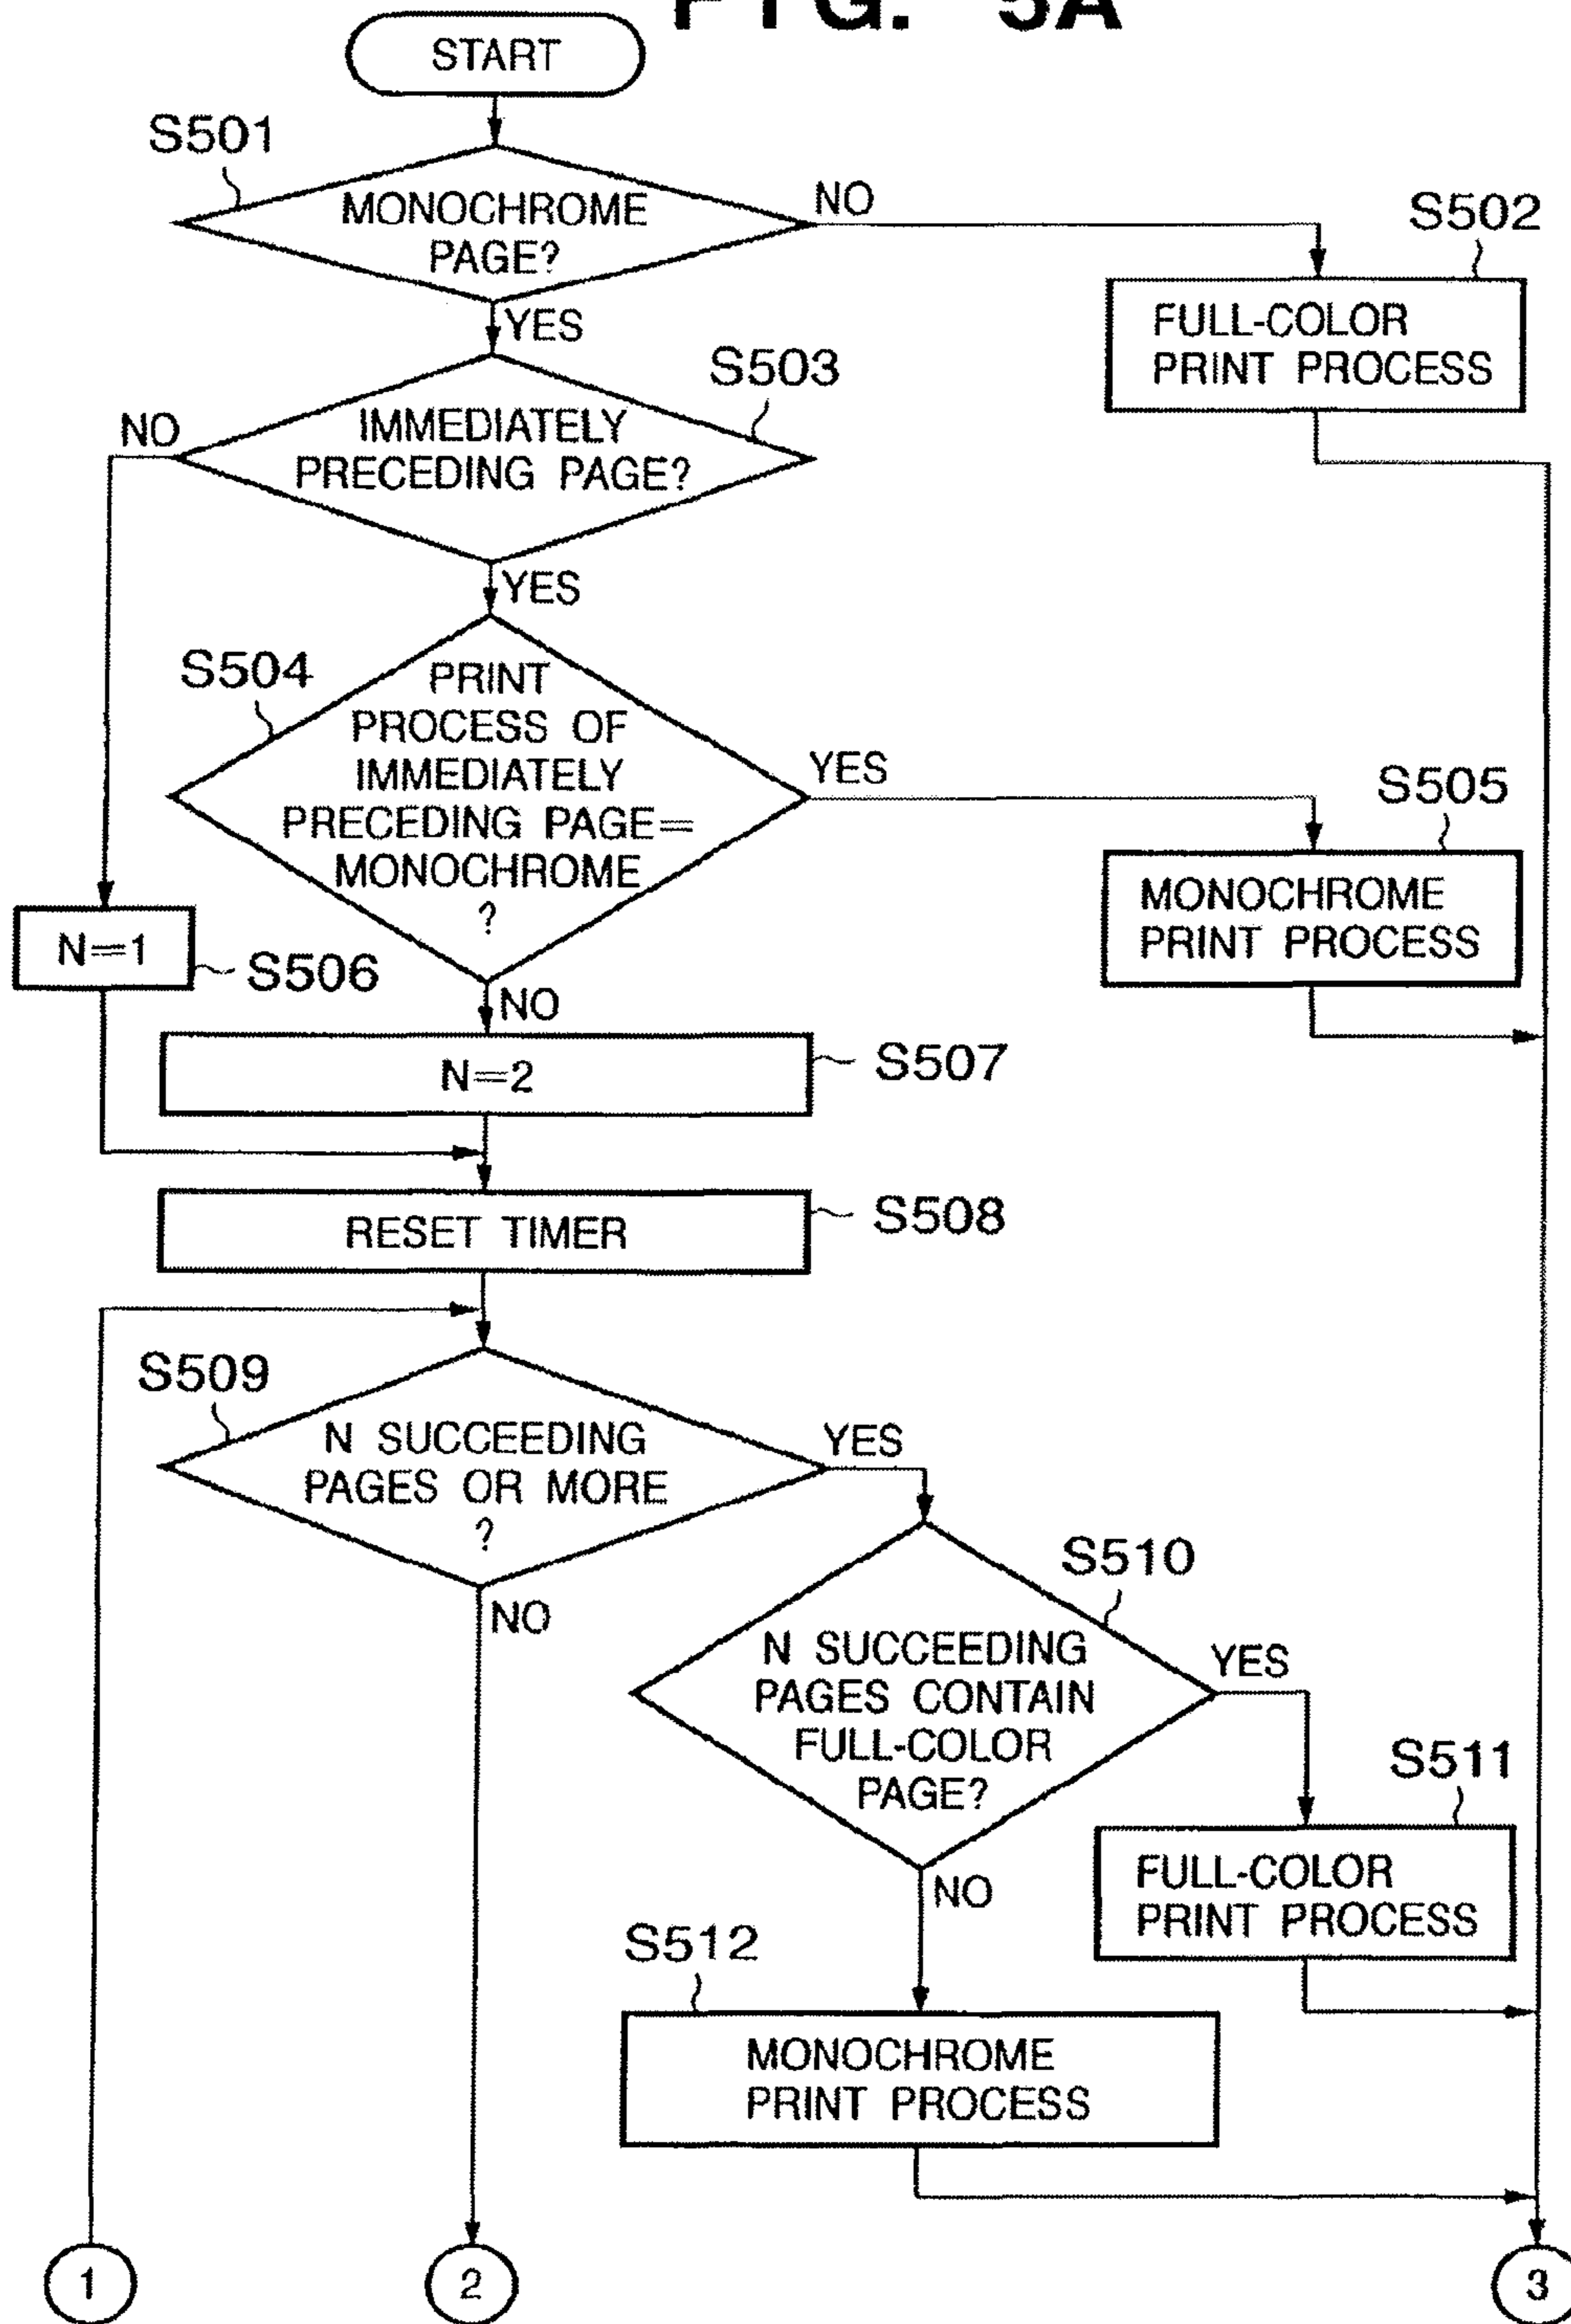 FIG. 5A
START
S501
MONOCHROME
PAGE?
NO
S502
FULL-COLOR
PRINT PROCESS
YES
S503
IMMEDIATELY
PRECEDING PAGE?
NO
YES
S504
PRINT
PROCESS OF
IMMEDIATELY
PRECEDING PAGE=
MONOCHROME
?
YES
S505
MONOCHROME
PRINT PROCESS
N=1
S506
NO
N=2
S507
RESET TIMER
S508
S509
N SUCCEEDING
PAGES OR MORE
?
YES
NO
S510
N SUCCEEDING
PAGES CONTAIN
FULL-COLOR
PAGE?
YES
S511
FULL-COLOR
PRINT PROCESS
NO
S512
MONOCHROME
PRINT PROCESS
1
2
3